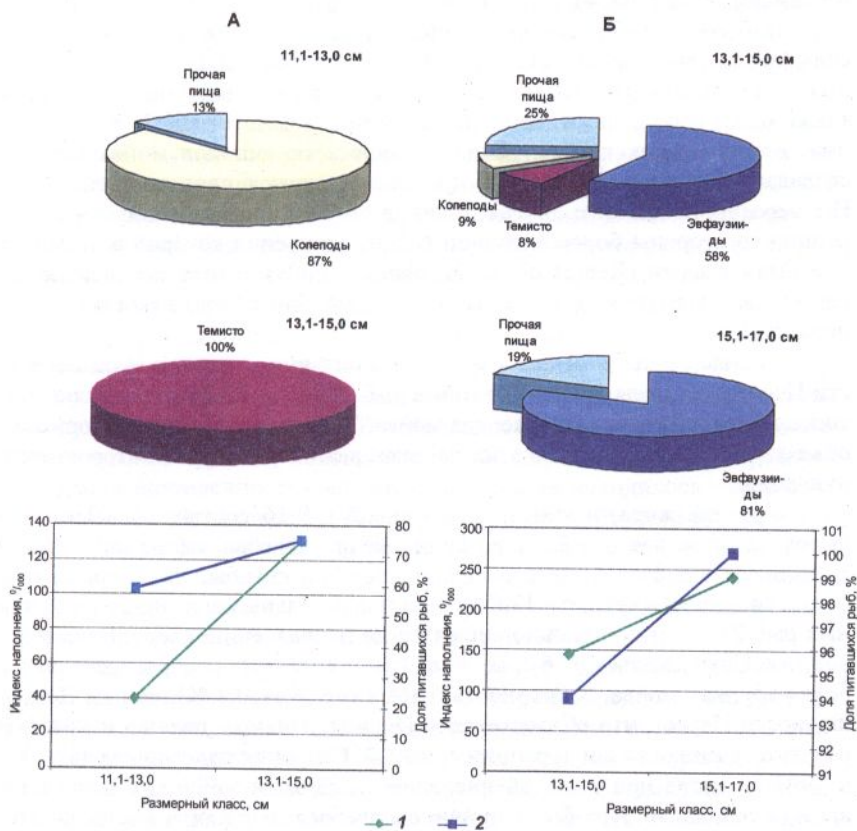 А
Б
11,1-13,0 см
13,1-15,0 см
Прочая
пища
13%
Копеподы
87%
Прочая
пища
25%
Копеподы
9%
Темисто
8%
Эвфаузии-
ды
58%
Темисто
100%
13,1-15,0 см
Прочая
пища
19%
15,1-17,0 см
Эвфаузии-
ды
81%
Индекс наполнеия, ⁰/₀₀₀
140
120
100
80
60
40
20
0
80
70
60
50
40
30
20
10
0
Доля питавшихся рыб, %
11,1-13,0
13,1-15,0
Размерный класс, см
Индекс наполнения, ⁰/₀₀₀
300
250
200
150
100
50
0
101
100
99
98
97
96
95
94
93
92
91
Доля питавшихся рыб, %
13,1-15,0
15,1-17,0
Размерный класс, см
1
2